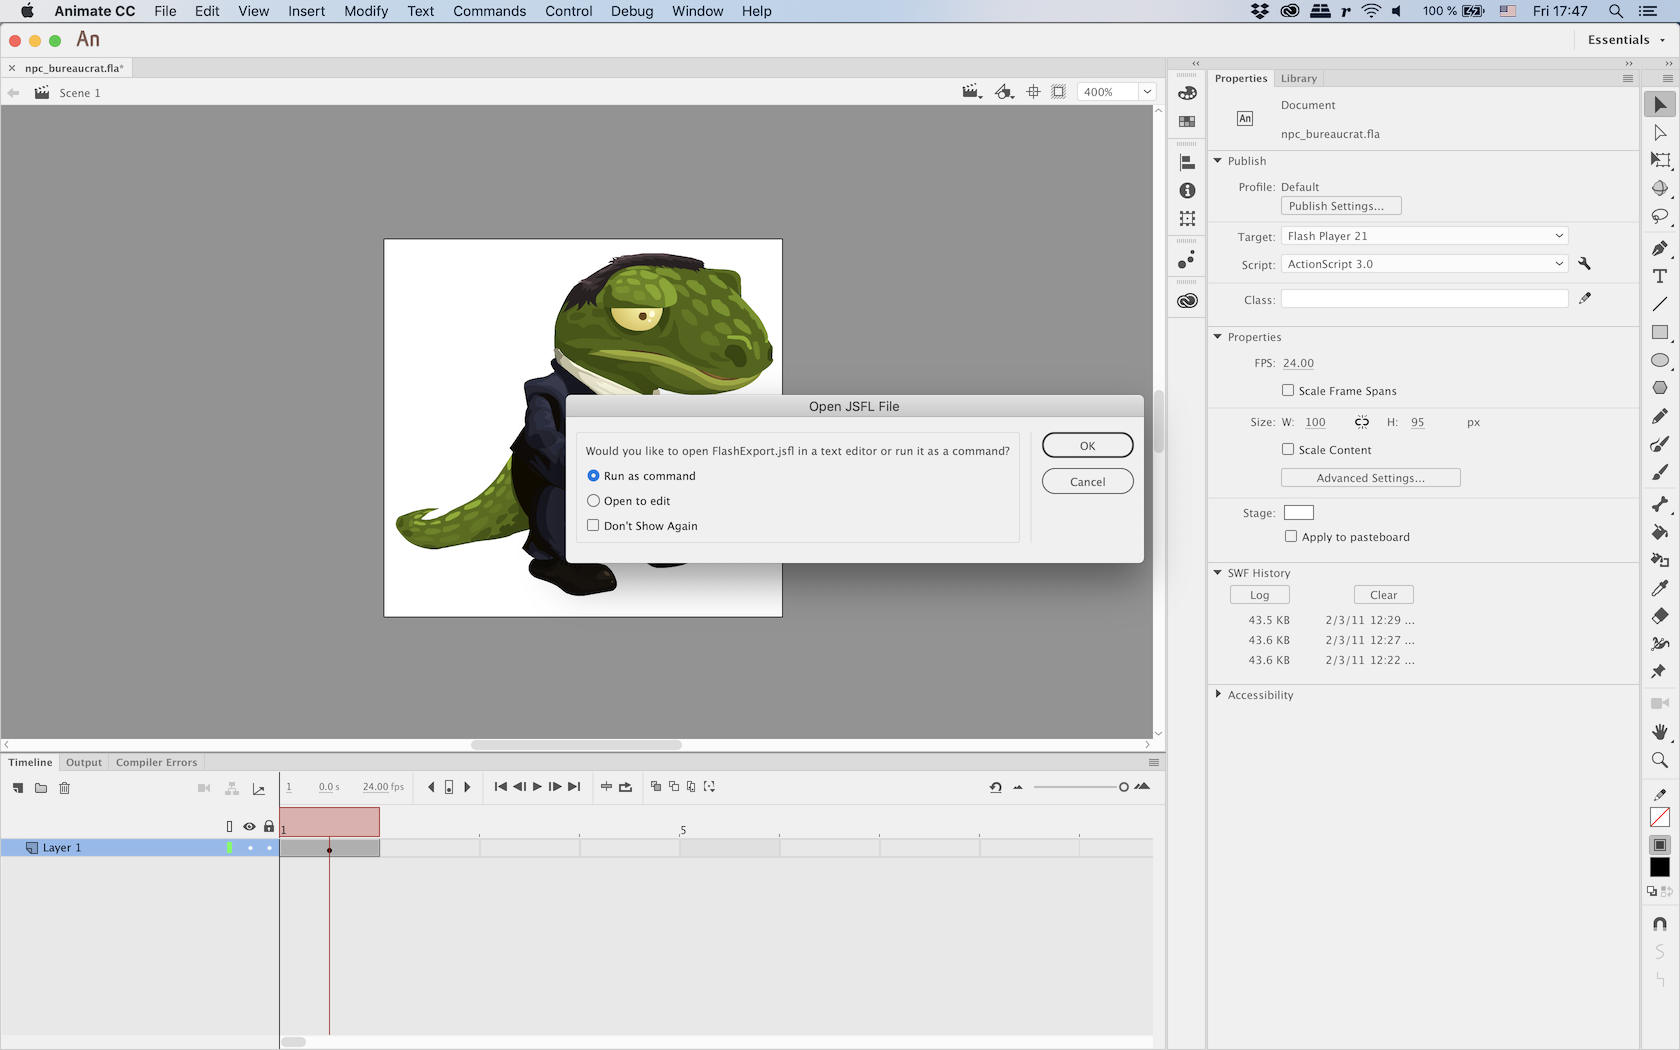 Animate CC File Edit View Insert Modify Text Commands Control Debug Window Help 100 % Fri 17:47
An Essentials
npc_bureaucrat.fla*
Scene 1 400%
Properties Library
Document
An
npc_bureaucrat.fla
Publish
Profile: Default
Publish Settings...
Target: Flash Player 21
Script: ActionScript 3.0
Class:
Properties
FPS: 24.00
Scale Frame Spans
Size: W: 100 H: 95 px
Scale Content
Advanced Settings...
Stage:
Apply to pasteboard
SWF History
Log Clear
43.5 KB 2/3/11 12:29 ...
43.6 KB 2/3/11 12:27 ...
43.6 KB 2/3/11 12:22 ...
Accessibility
Open JSFL File
Would you like to open FlashExport.jsfl in a text editor or run it as a command?
Run as command
Open to edit
Don't Show Again
OK
Cancel
Timeline Output Compiler Errors
1 0.0 s 24.00 fps
1 5
Layer 1